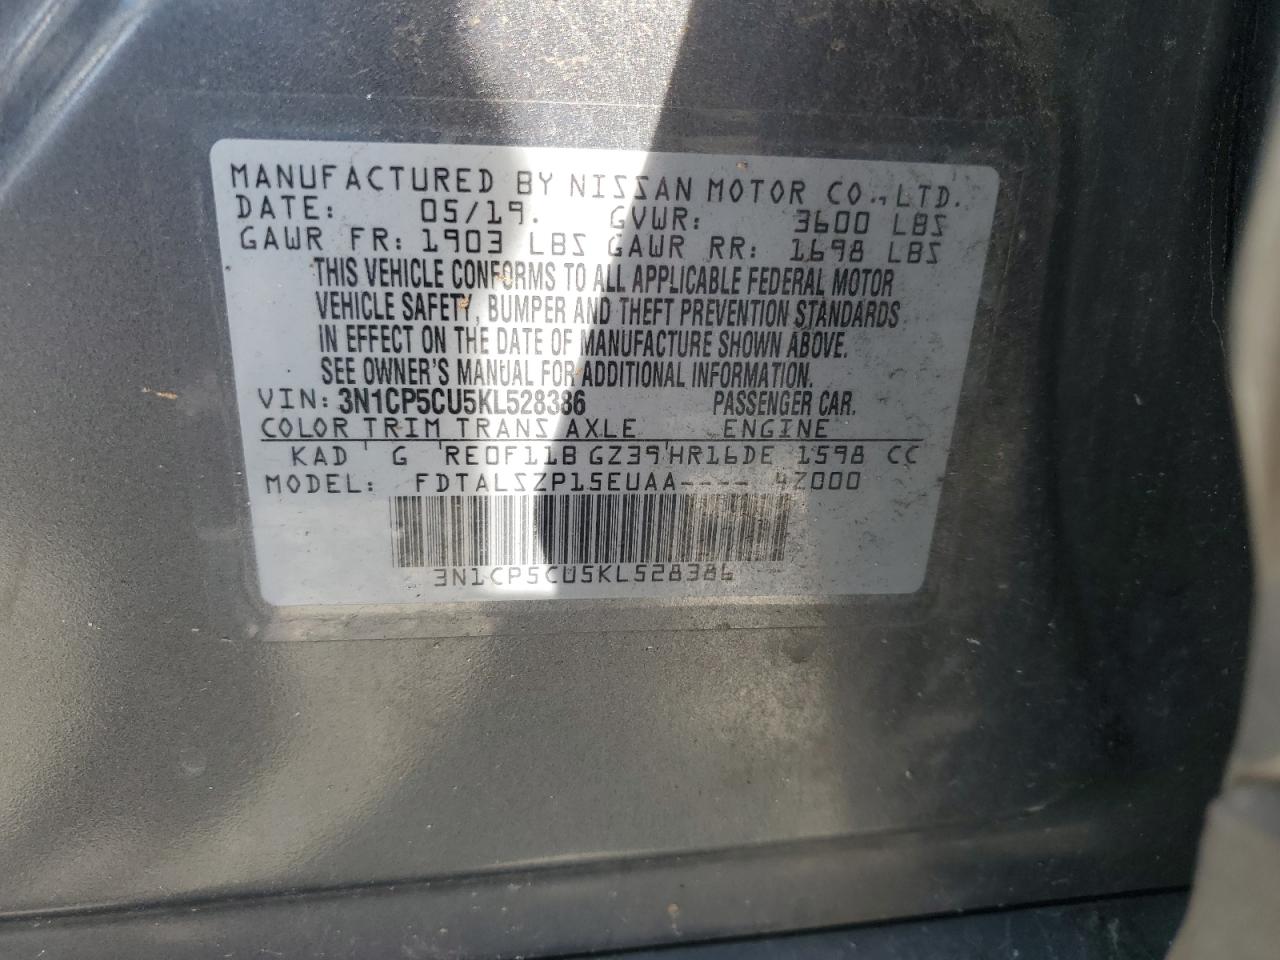 MANUFACTURED BY NISSAN MOTOR CO., LTD.
DATE: 05/19. GVWR: 3600 LBS
GAWR FR: 1903 LBS GAWR RR: 1698 LBS
THIS VEHICLE CONFORMS TO ALL APPLICABLE FEDERAL MOTOR
VEHICLE SAFETY, BUMPER AND THEFT PREVENTION STANDARDS
IN EFFECT ON THE DATE OF MANUFACTURE SHOWN ABOVE.
SEE OWNER'S MANUAL FOR ADDITIONAL INFORMATION.
VIN: 3N1CP5CU5KL528386 PASSENGER CAR.
COLOR TRIM TRANS AXLE ENGINE
KAD G RE0F11B GZ39 HR16DE 1598 CC
MODEL: FDTALSZP15EUAA---- 4Z000
3N1CP5CU5KL528386